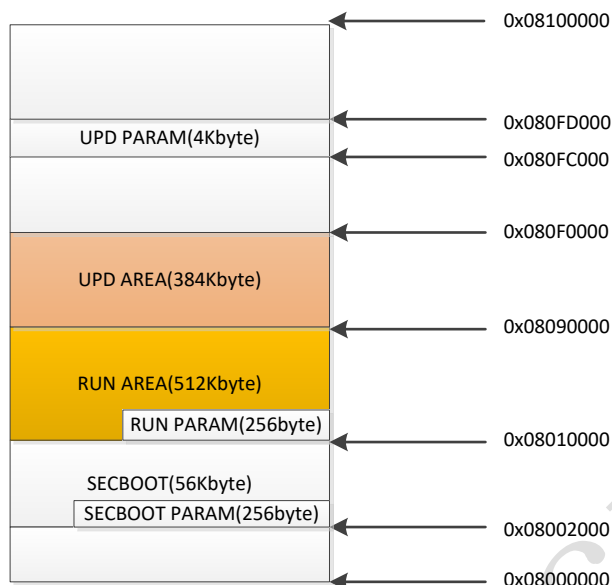 0x08100000
0x080FD000
UPD PARAM(4Kbyte)
0x080FC000
0x080F0000
UPD AREA(384Kbyte)
0x08090000
RUN AREA(512Kbyte)
RUN PARAM(256byte)
0x08010000
SECBOOT(56Kbyte)
SECBOOT PARAM(256byte)
0x08002000
0x08000000